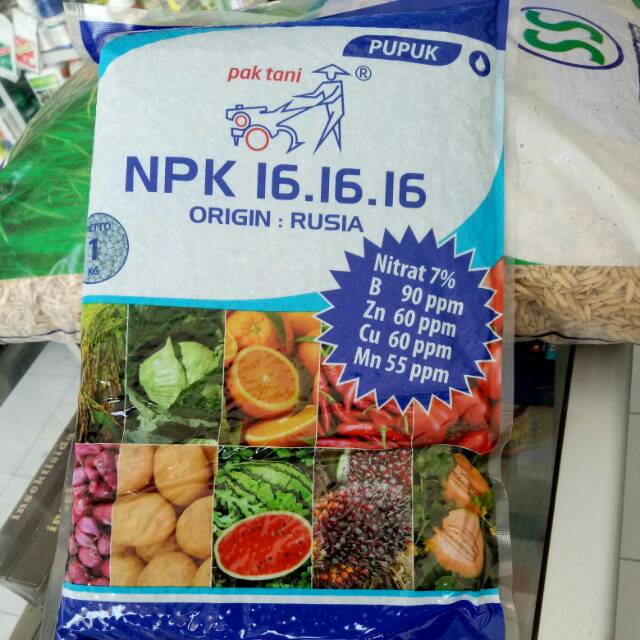 PUPUK
SS
pak tani ®
NPK 16.16.16
ORIGIN : RUSIA
NETTO
1
KG
Nitrat 7%
B 90 ppm
Zn 60 ppm
Cu 60 ppm
Mn 55 ppm